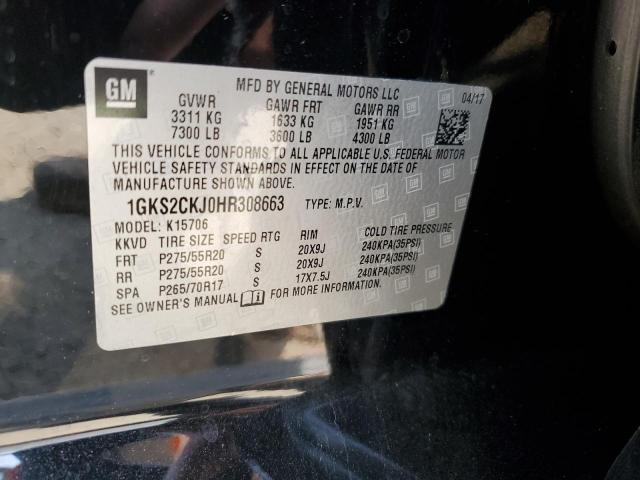 GM
MFD BY GENERAL MOTORS LLC
04/17
GVWR GAWR FRT GAWR RR
3311 KG 1633 KG 1951 KG
7300 LB 3600 LB 4300 LB
THIS VEHICLE CONFORMS TO ALL APPLICABLE U.S. FEDERAL MOTOR
VEHICLE SAFETY STANDARDS IN EFFECT ON THE DATE OF
MANUFACTURE SHOWN ABOVE.
1GKS2CKJ0HR308663 TYPE: M.P.V.
MODEL: K15706
KKVD TIRE SIZE SPEED RTG RIM COLD TIRE PRESSURE
FRT P275/55R20 S 20X9J 240KPA(35PSI)
RR P275/55R20 S 20X9J 240KPA(35PSI)
SPA P265/70R17 S 17X7.5J 240KPA(35PSI)
SEE OWNER'S MANUAL FOR MORE INFORMATION.